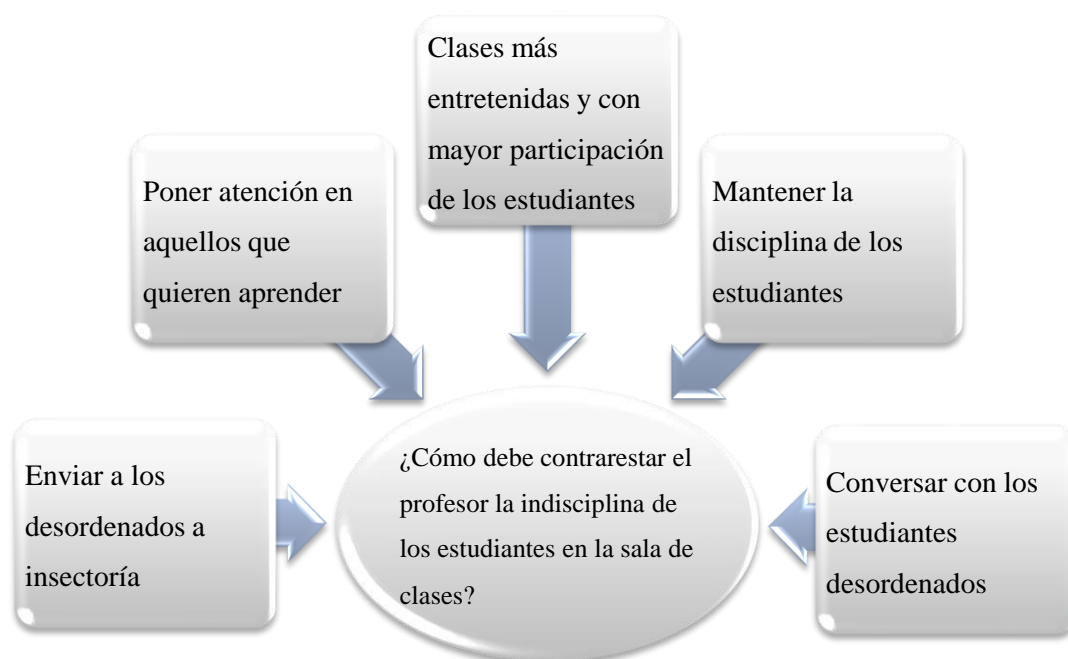 Clases más
entretenidas y con
mayor participación
de los estudiantes
Poner atención en
aquellos que
quieren aprender
Mantener la
disciplina de los
estudiantes
Enviar a los
desordenados a
insectoría
¿Cómo debe contrarestar el
profesor la indisciplina de
los estudiantes en la sala de
clases?
Conversar con los
estudiantes
desordenados